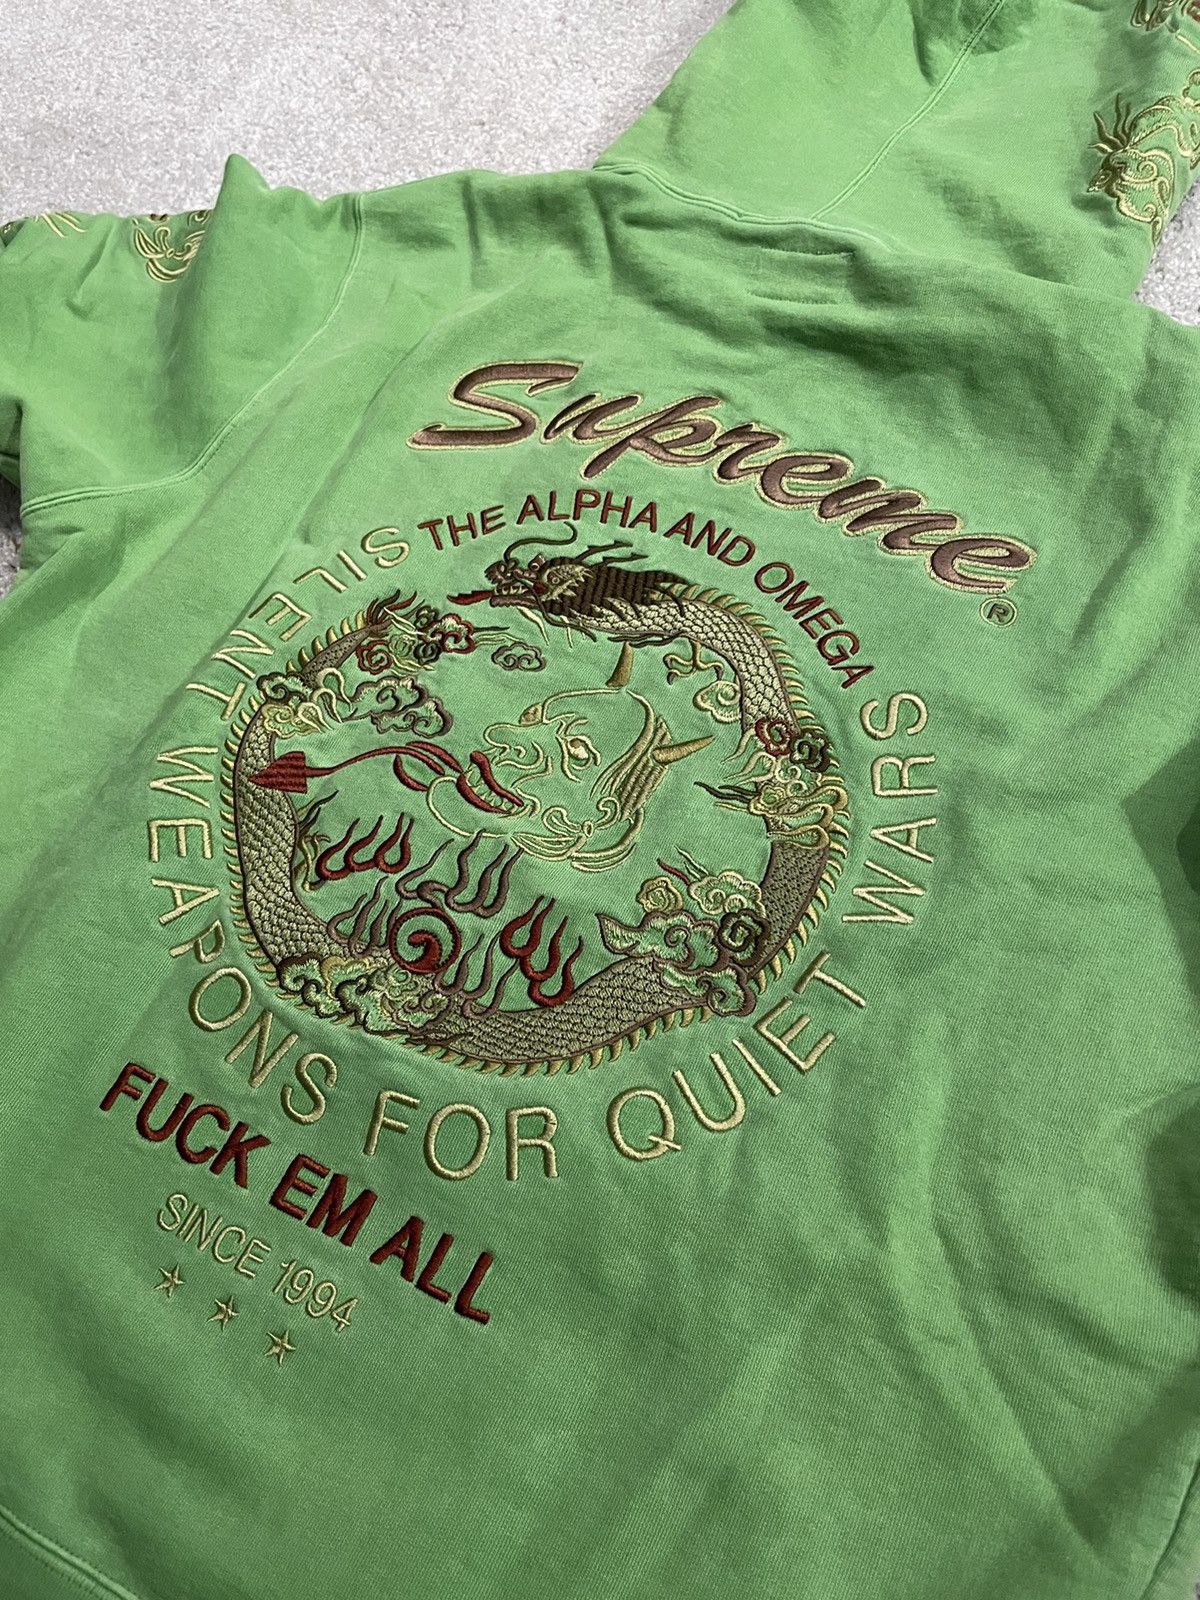 Supreme®
THE ALPHA AND OMEGA
SILENT WEAPONS FOR QUIET WARS
FUCK EM ALL
SINCE 1994